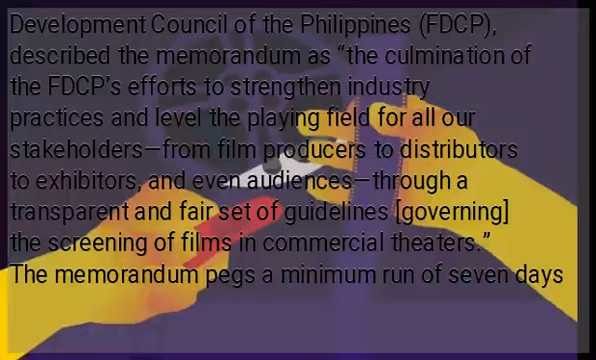 Development Council of the Philippines (FDCP),
described the memorandum as “the culmination of
the FDCP’s efforts to strengthen industry
practices and level the playing field for all our
stakeholders—from film producers to distributors
to exhibitors, and even audiences—through a
transparent and fair set of guidelines [governing]
the screening of films in commercial theaters.”
The memorandum pegs a minimum run of seven days